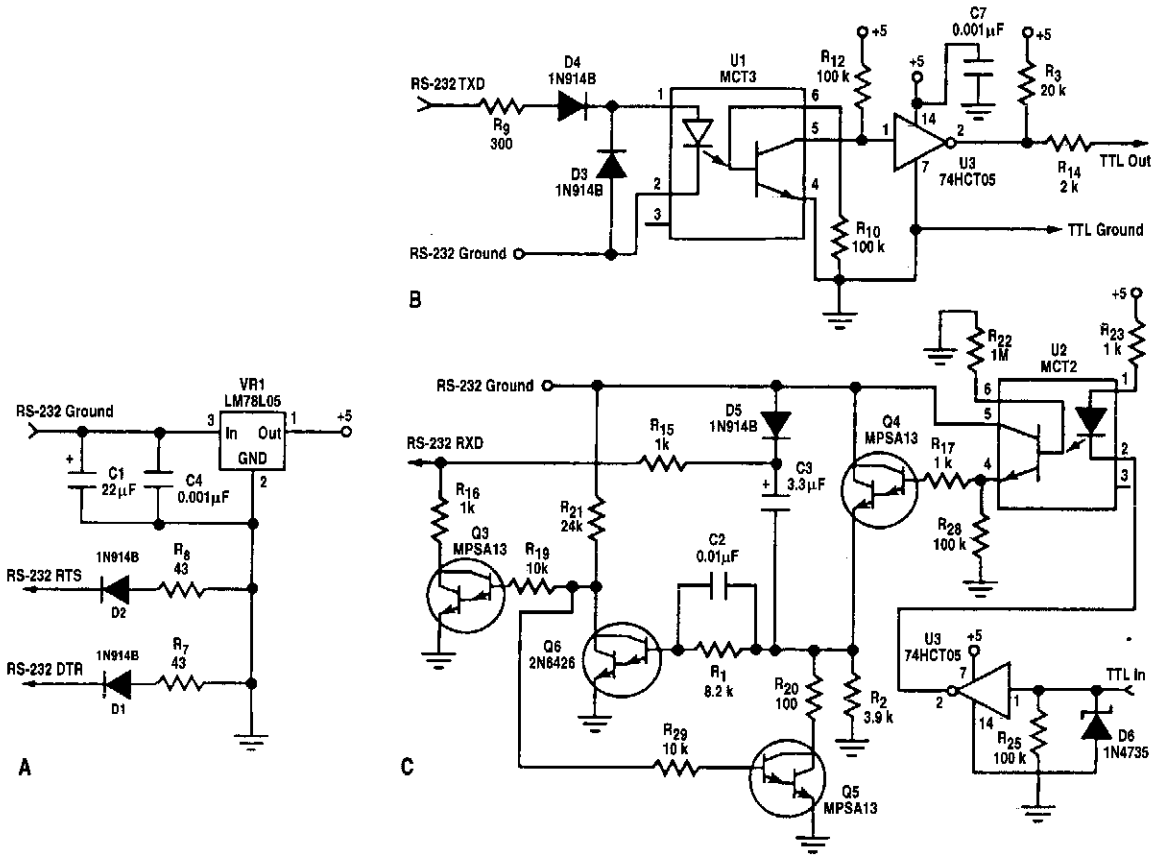 RS-232 TXD
R9
300
D4
1N914B
D3
1N914B
RS-232 Ground
U1
MCT3
1
2
3
6
5
4
+5
R12
100 k
R10
100 k
+5
C7
0.001µF
1
14
2
7
U3
74HCT05
+5
R3
20 k
R14
2 k
TTL Out
TTL Ground
B
RS-232 Ground
VR1
LM78L05
3
In
Out
1
+5
GND
2
+
C1
22µF
C4
0.001µF
1N914B
R8
43
RS-232 RTS
D2
1N914B
R7
43
RS-232 DTR
D1
A
RS-232 Ground
RS-232 RXD
R15
1k
D5
1N914B
+
C3
3.3µF
R16
1k
Q3
MPSA13
R19
10k
R21
24k
C2
0.01µF
Q6
2N6426
R1
8.2 k
R20
100
R2
3.9 k
R29
10 k
Q5
MPSA13
Q4
MPSA13
R17
1 k
R28
100 k
R22
1M
U2
MCT2
6
5
4
1
2
3
+5
R23
1 k
U3
74HCT05
+5
7
2
14
1
TTL In
R25
100 k
D6
1N4735
C